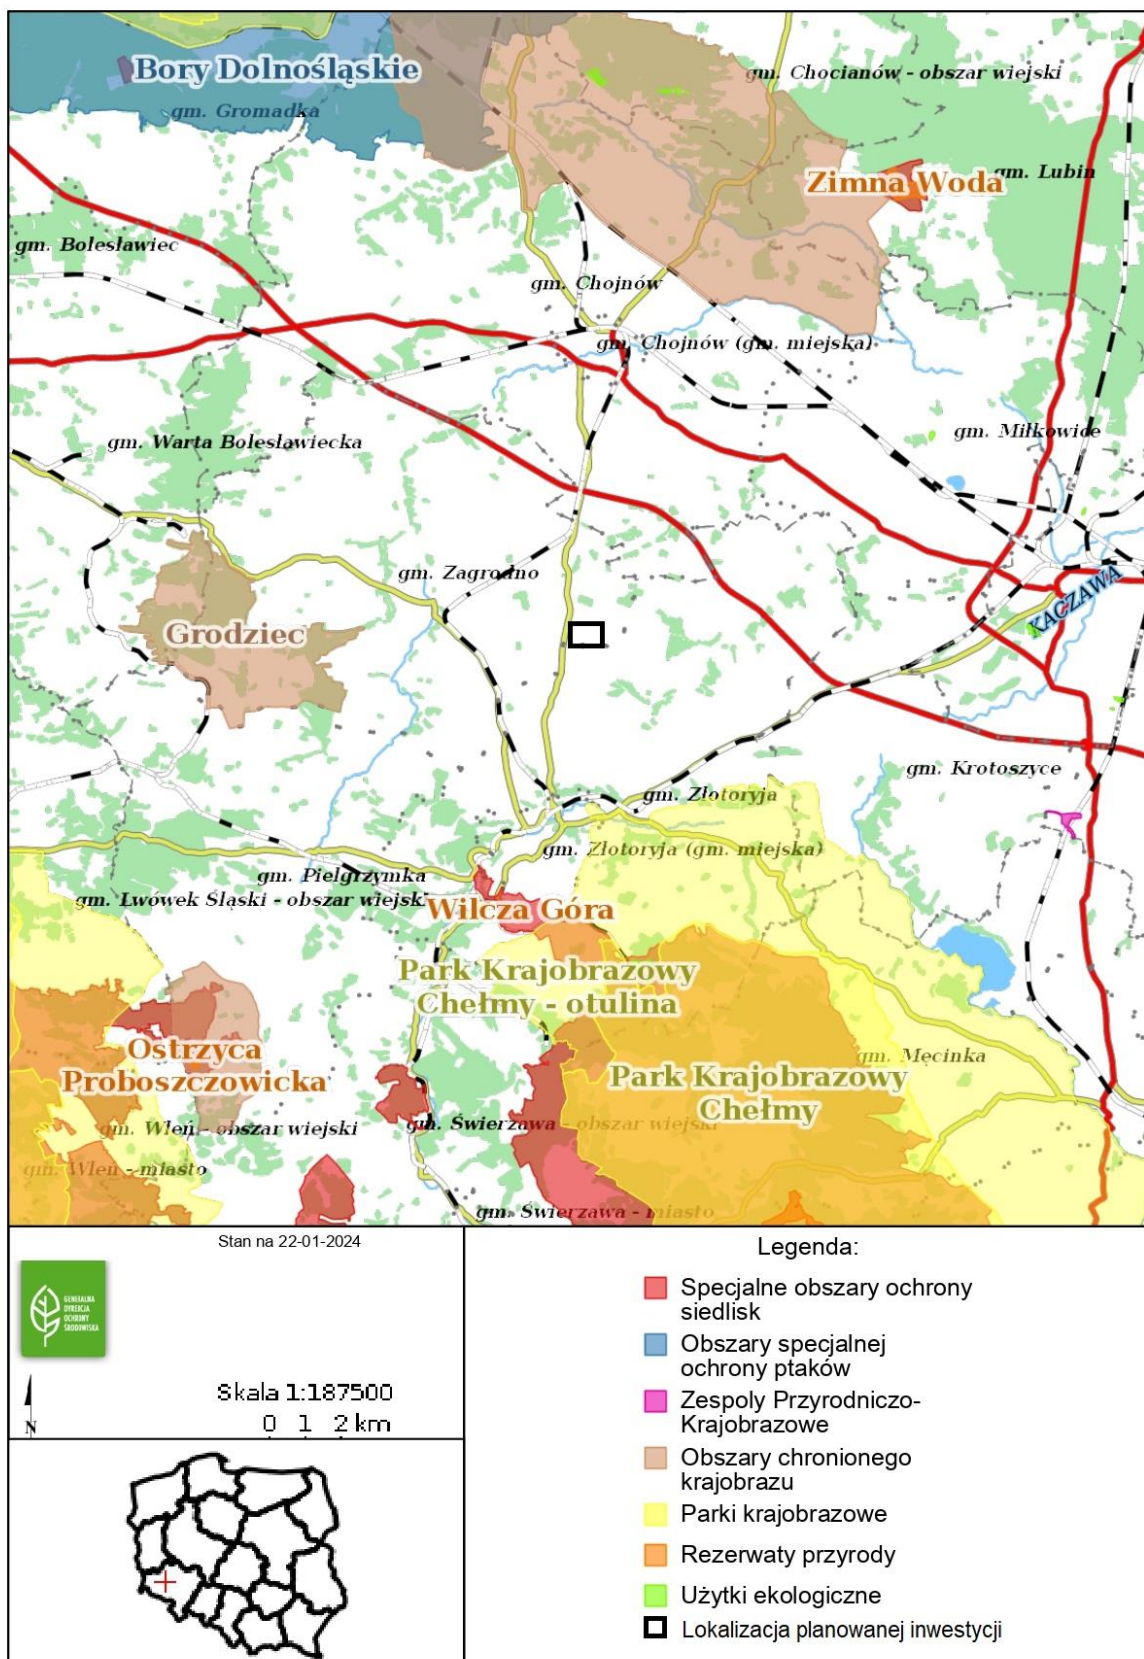 Bory Dolnośląskie
gm. Chocianów - obszar wiejski
gm. Gromadka
Zimna Woda
gm. Lubin
gm. Bolesławiec
gm. Chojnów
gm. Chojnów (gm. miejska)
gm. Warta Bolesławiecka
gm. Miłkowice
gm. Zagrodno
KACZAWA
Grodziec
gm. Krotoszyce
gm. Złotoryja
gm. Złotoryja (gm. miejska)
gm. Pielgrzymka
gm. Lwówek Śląski - obszar wiejski
Wilcza Góra
Park Krajobrazowy
Chełmy - otulina
Ostrzyca
Proboszczowicka
gm. Męcinka
Park Krajobrazowy
Chełmy
gm. Wleń - obszar wiejski
gm. Świerzawa - obszar wiejski
gm. Wleń - miasto
gm. Świerzawa - miasto
Stan na 22-01-2024
GENERALNA
DYREKCJA
OCHRONY
ŚRODOWISKA
Skala 1:187500
0 1 2 km
N
Legenda:
Specjalne obszary ochrony
siedlisk
Obszary specjalnej
ochrony ptaków
Zespoly Przyrodniczo-
Krajobrazowe
Obszary chronionego
krajobrazu
Parki krajobrazowe
Rezerwaty przyrody
Użytki ekologiczne
Lokalizacja planowanej inwestycji